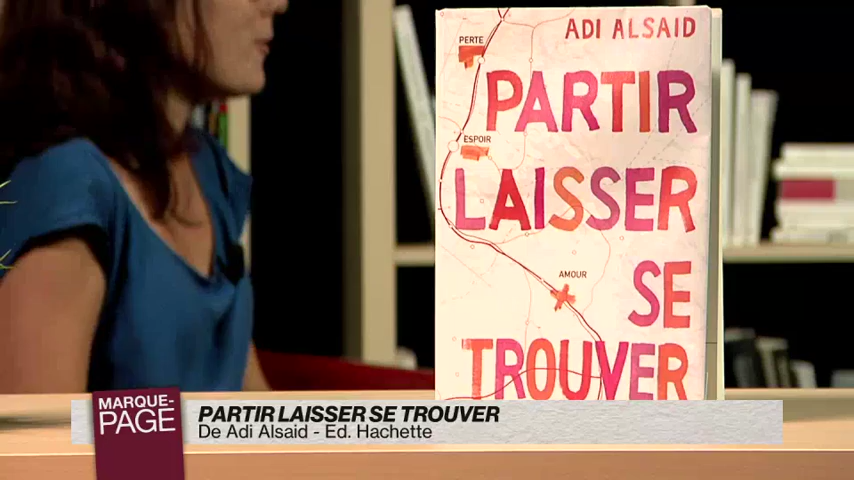 ADI ALSAID
PERTE
PARTIR
ESPOIR
LAISSER
AMOUR
SE
TROUVER
MARQUE-
PAGE
PARTIR LAISSER SE TROUVER
De Adi Alsaid - Ed. Hachette